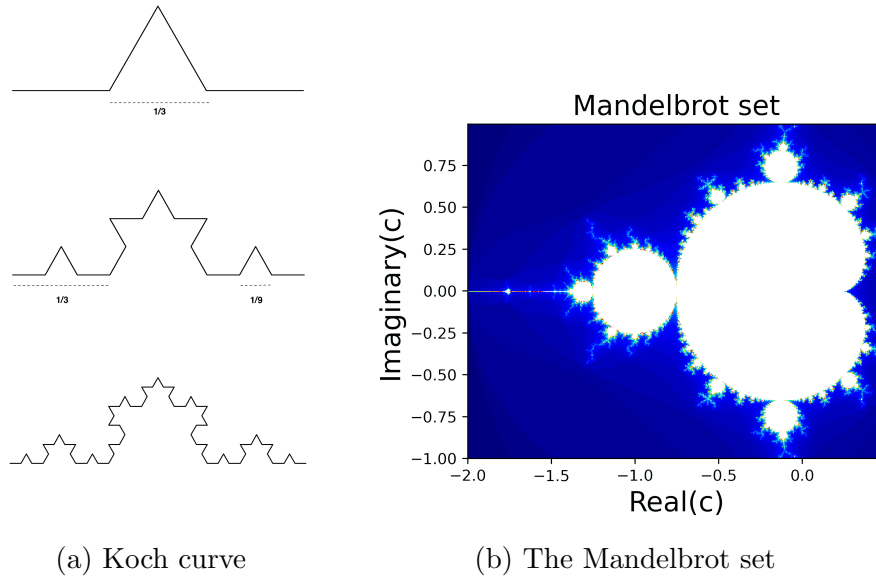 1/3
1/3
1/9
(a) Koch curve
Mandelbrot set
Imaginary(c)
0.75
0.50
0.25
0.00
−0.25
−0.50
−0.75
−1.00
−2.0 −1.5 −1.0 −0.5 0.0
Real(c)
(b) The Mandelbrot set